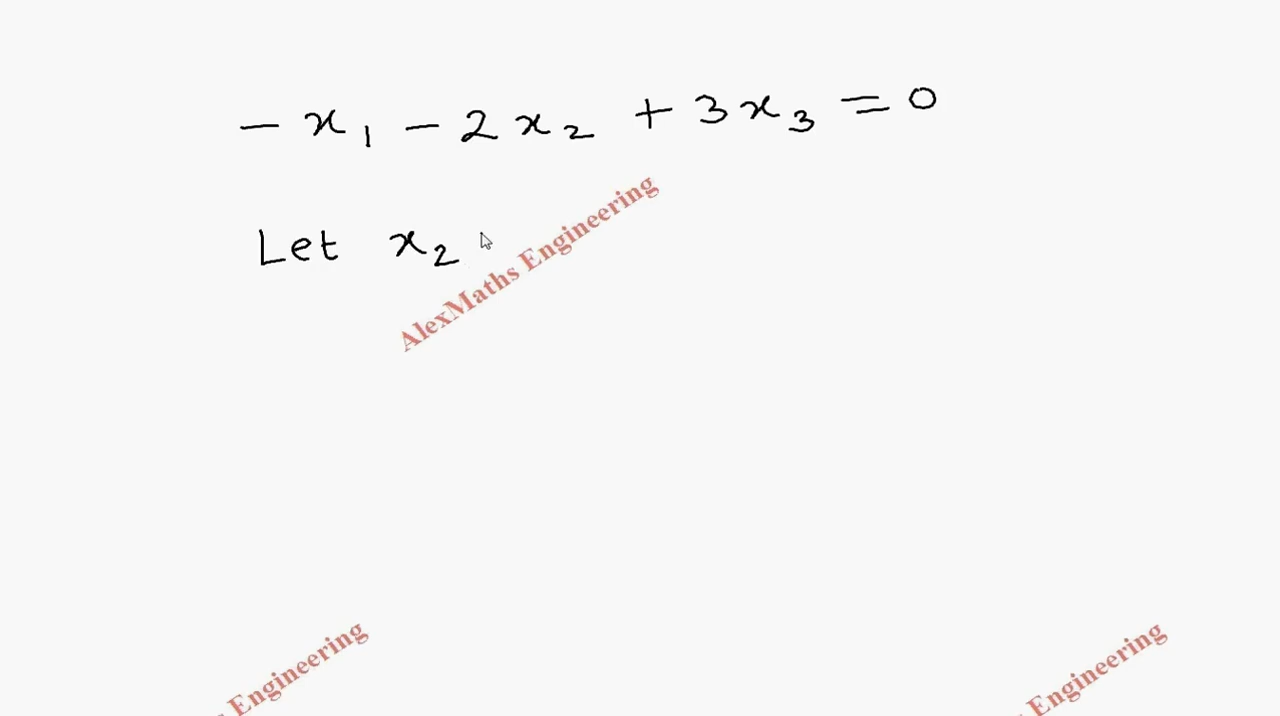 - x₁ - 2x₂ + 3x₃ = 0
Let x₂
AlexMaths Engineering
s Engineering
s Engineering